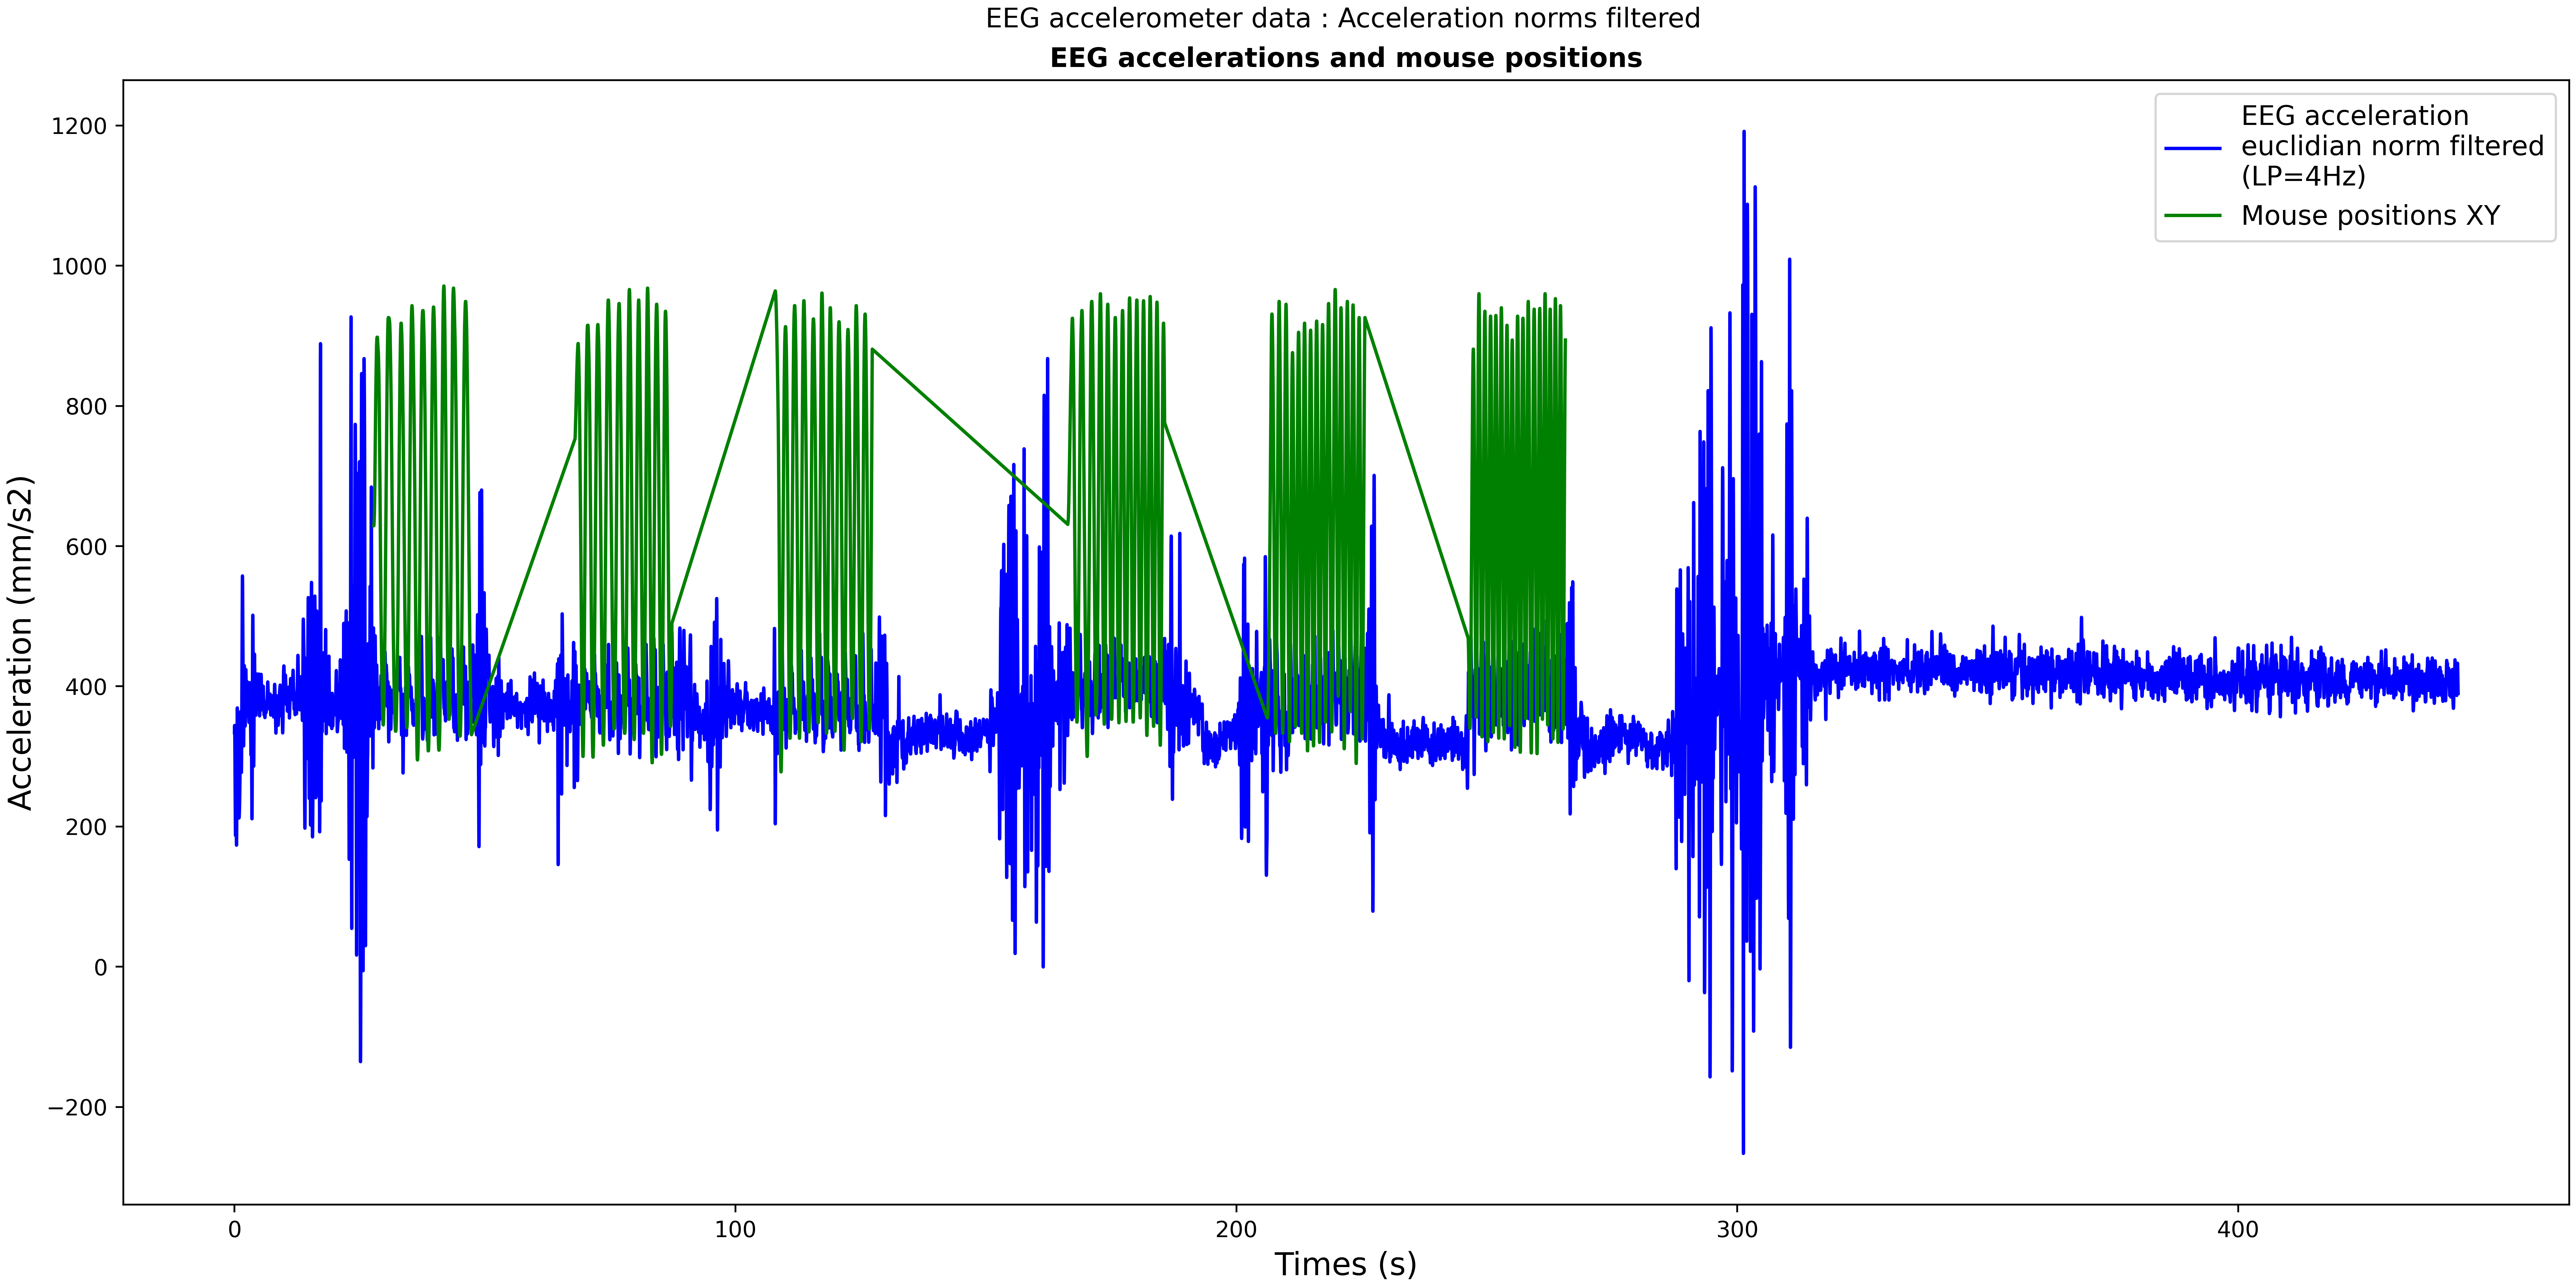 EEG accelerometer data : Acceleration norms filtered
EEG accelerations and mouse positions
EEG acceleration
euclidian norm filtered
(LP=4Hz)
Mouse positions XY
Acceleration (mm/s2)
1200
1000
800
600
400
200
0
−200
0
100
200
300
400
Times (s)